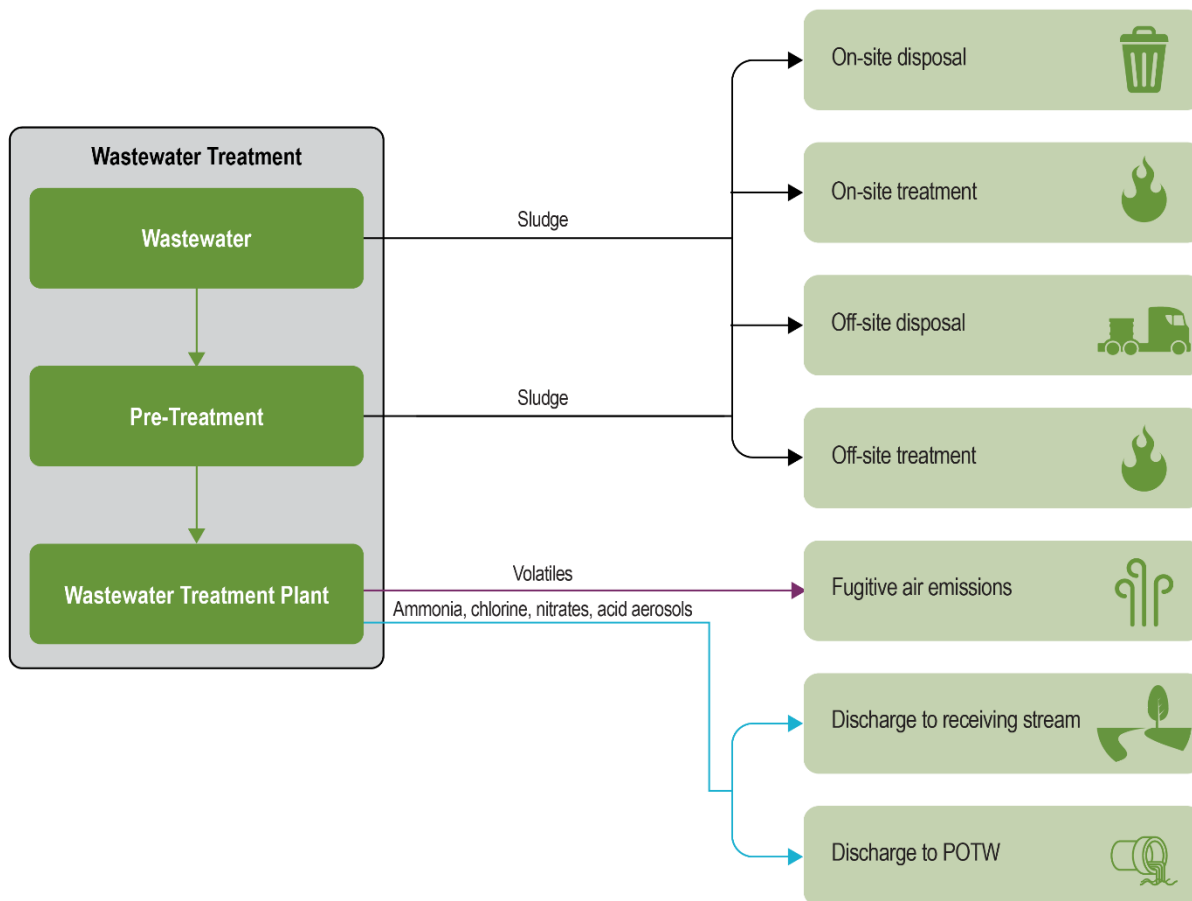 Wastewater Treatment
Wastewater
Pre-Treatment
Wastewater Treatment Plant
Sludge
Sludge
Volatiles
Ammonia, chlorine, nitrates, acid aerosols
On-site disposal
On-site treatment
Off-site disposal
Off-site treatment
Fugitive air emissions
Discharge to receiving stream
Discharge to POTW